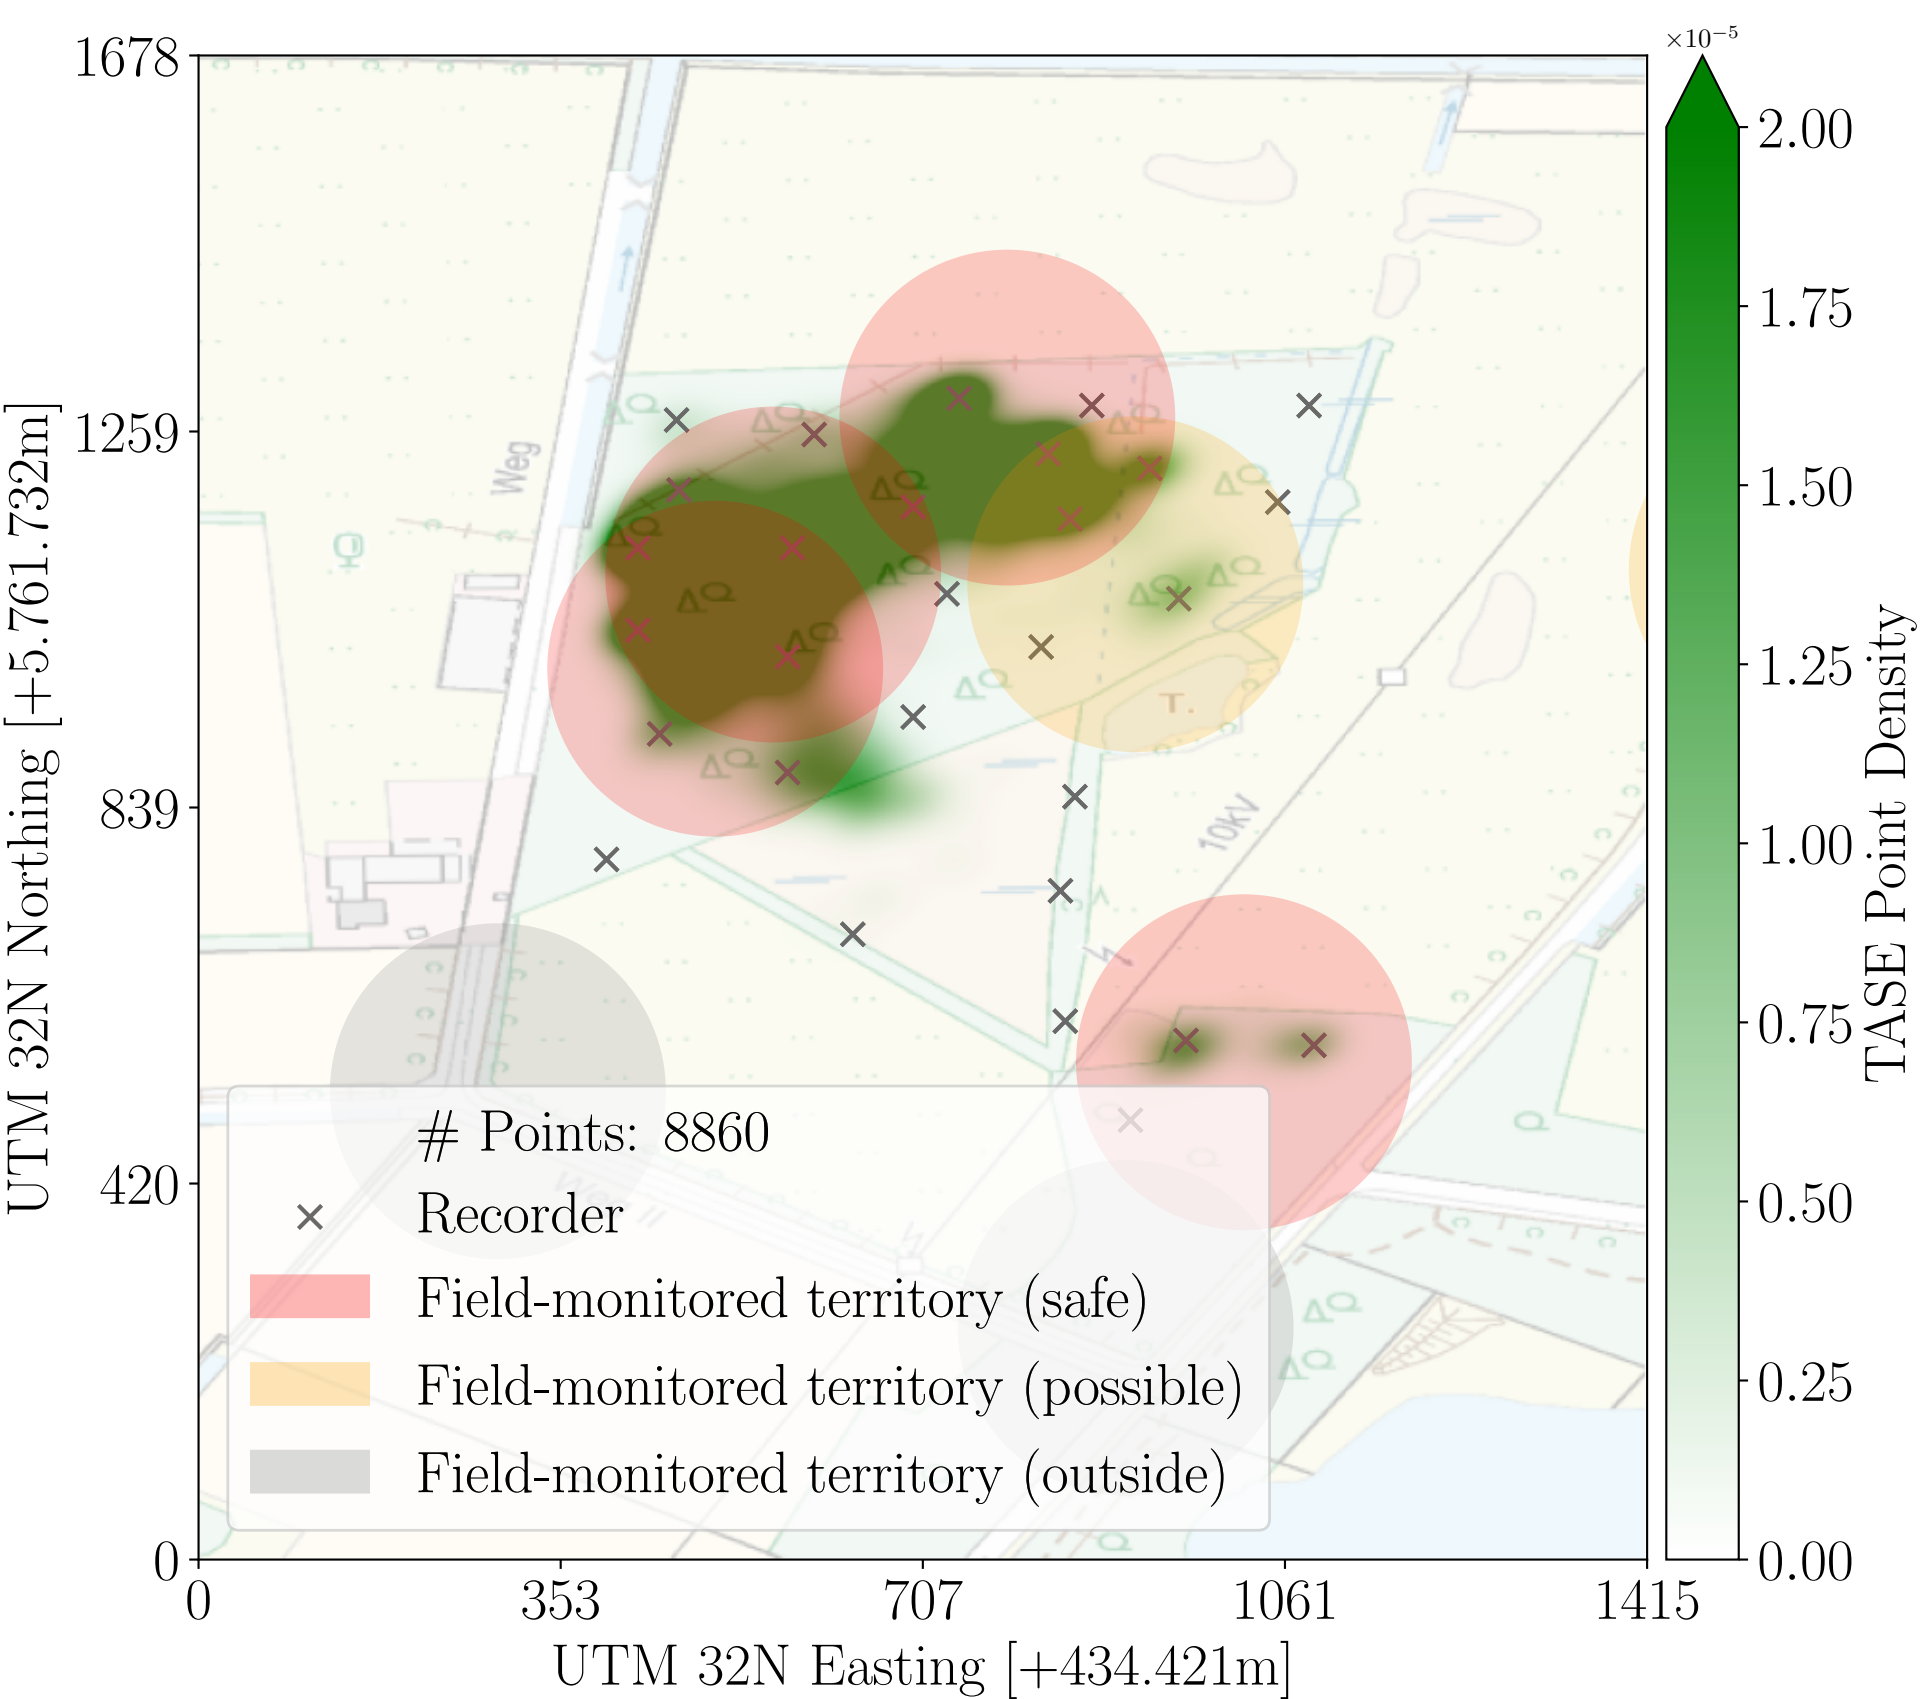 ×10⁻⁵
1678
1259
839
420
0
UTM 32N Northing [+5.761.732m]
Weg
10kV
T.
# Points: 8860
Recorder
Field-monitored territory (safe)
Field-monitored territory (possible)
Field-monitored territory (outside)
0
353
707
1061
1415
UTM 32N Easting [+434.421m]
2.00
1.75
1.50
1.25
1.00
0.75
0.50
0.25
0.00
TASE Point Density